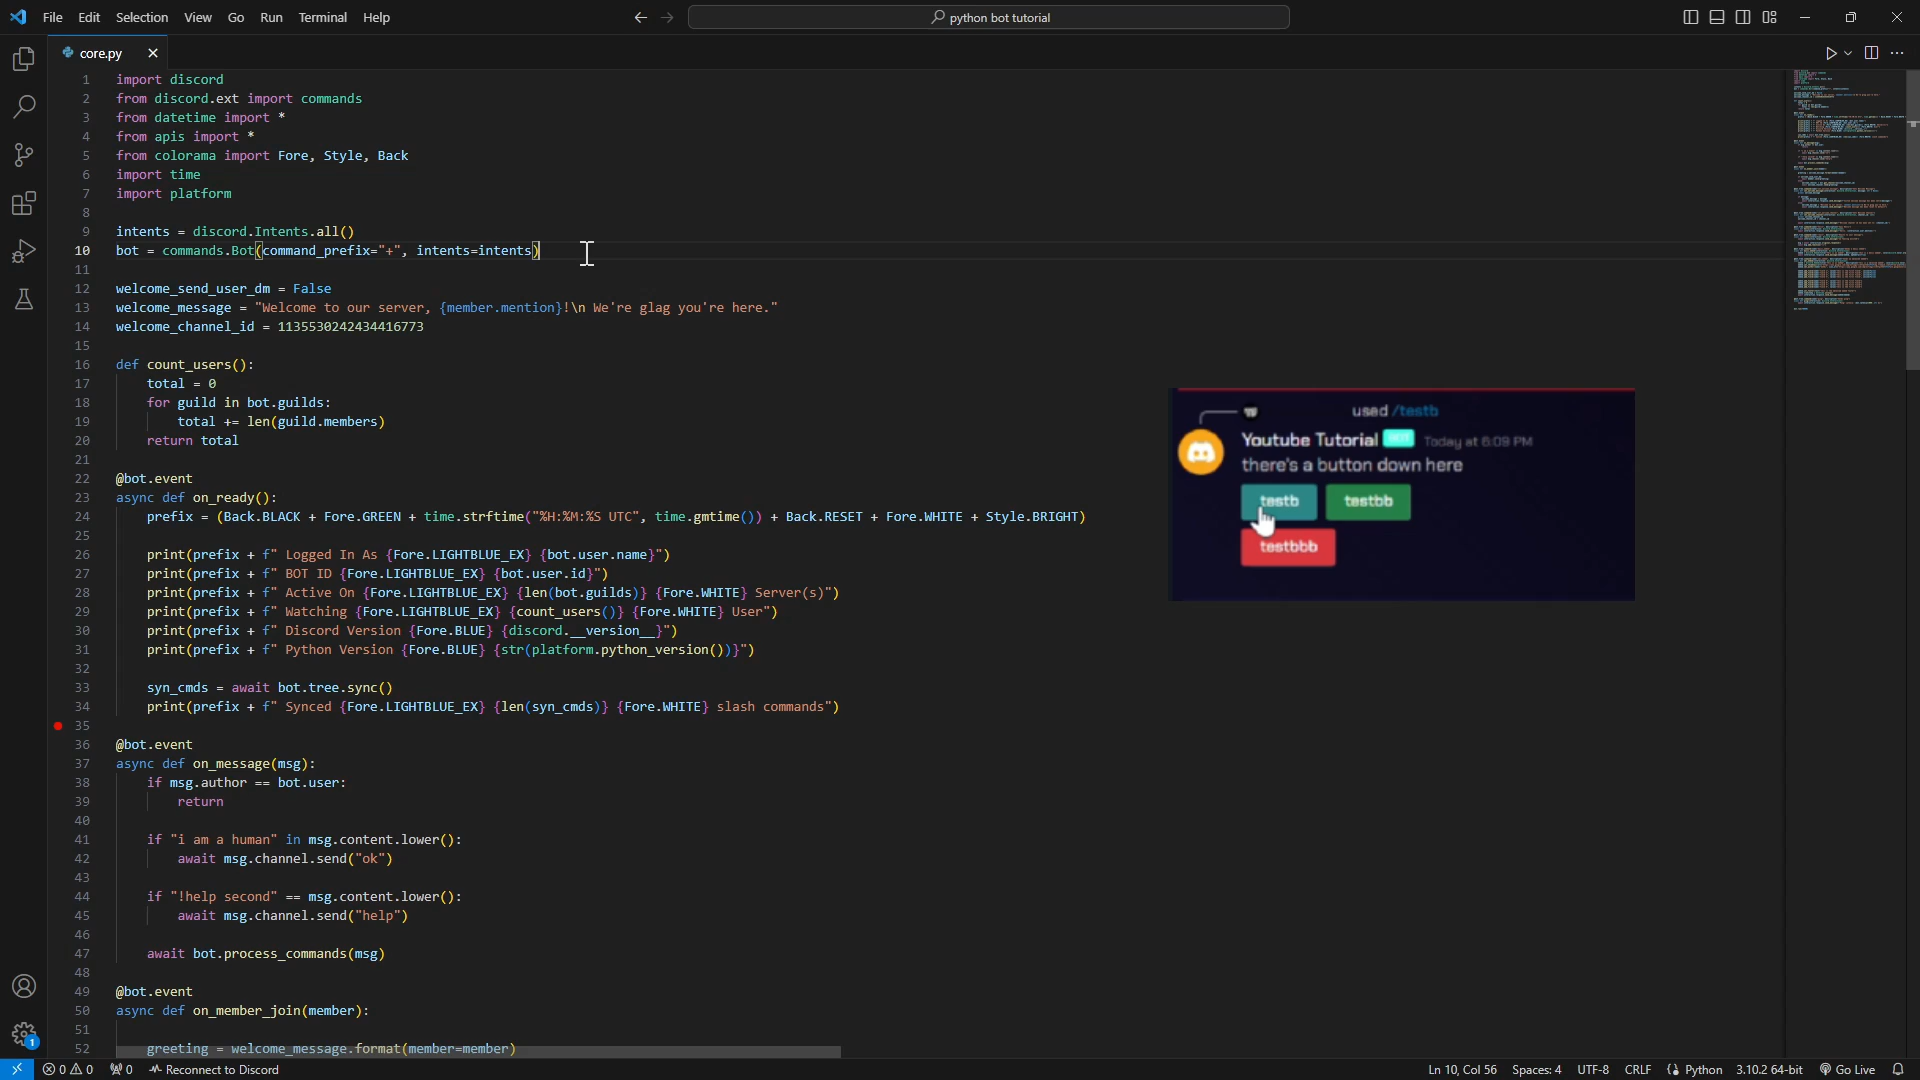 File Edit Selection View Go Run Terminal Help
python bot tutorial
core.py
1 import discord
2 from discord.ext import commands
3 from datetime import *
4 from apis import *
5 from colorama import Fore, Style, Back
6 import time
7 import platform
8
9 intents = discord.Intents.all()
10 bot = commands.Bot(command_prefix="+", intents=intents)
11
12 welcome_send_user_dm = False
13 welcome_message = "Welcome to our server, {member.mention}!\n We're glag you're here."
14 welcome_channel_id = 1135530242434416773
15
16 def count_users():
17 total = 0
18 for guild in bot.guilds:
19 total += len(guild.members)
20 return total
21
22 @bot.event
23 async def on_ready():
24 prefix = (Back.BLACK + Fore.GREEN + time.strftime("%H:%M:%S UTC", time.gmtime()) + Back.RESET + Fore.WHITE + Style.BRIGHT)
25
26 print(prefix + f" Logged In As {Fore.LIGHTBLUE_EX} {bot.user.name}")
27 print(prefix + f" BOT ID {Fore.LIGHTBLUE_EX} {bot.user.id}")
28 print(prefix + f" Active On {Fore.LIGHTBLUE_EX} {len(bot.guilds)} {Fore.WHITE} Server(s)")
29 print(prefix + f" Watching {Fore.LIGHTBLUE_EX} {count_users()} {Fore.WHITE} User")
30 print(prefix + f" Discord Version {Fore.BLUE} {discord.__version__}")
31 print(prefix + f" Python Version {Fore.BLUE} {str(platform.python_version())}")
32
33 syn_cmds = await bot.tree.sync()
34 print(prefix + f" Synced {Fore.LIGHTBLUE_EX} {len(syn_cmds)} {Fore.WHITE} slash commands")
35
36 @bot.event
37 async def on_message(msg):
38 if msg.author == bot.user:
39 return
40
41 if "i am a human" in msg.content.lower():
42 await msg.channel.send("ok")
43
44 if "!help second" == msg.content.lower():
45 await msg.channel.send("help")
46
47 await bot.process_commands(msg)
48
49 @bot.event
50 async def on_member_join(member):
51
52 greeting = welcome_message.format(member=member)
used /testb
Youtube Tutorial BOT Today at 6:09 PM
there's a button down here
testb testbb
testbbb
1
0 0 0 Reconnect to Discord Ln 10, Col 56 Spaces: 4 UTF-8 CRLF Python 3.10.2 64-bit Go Live